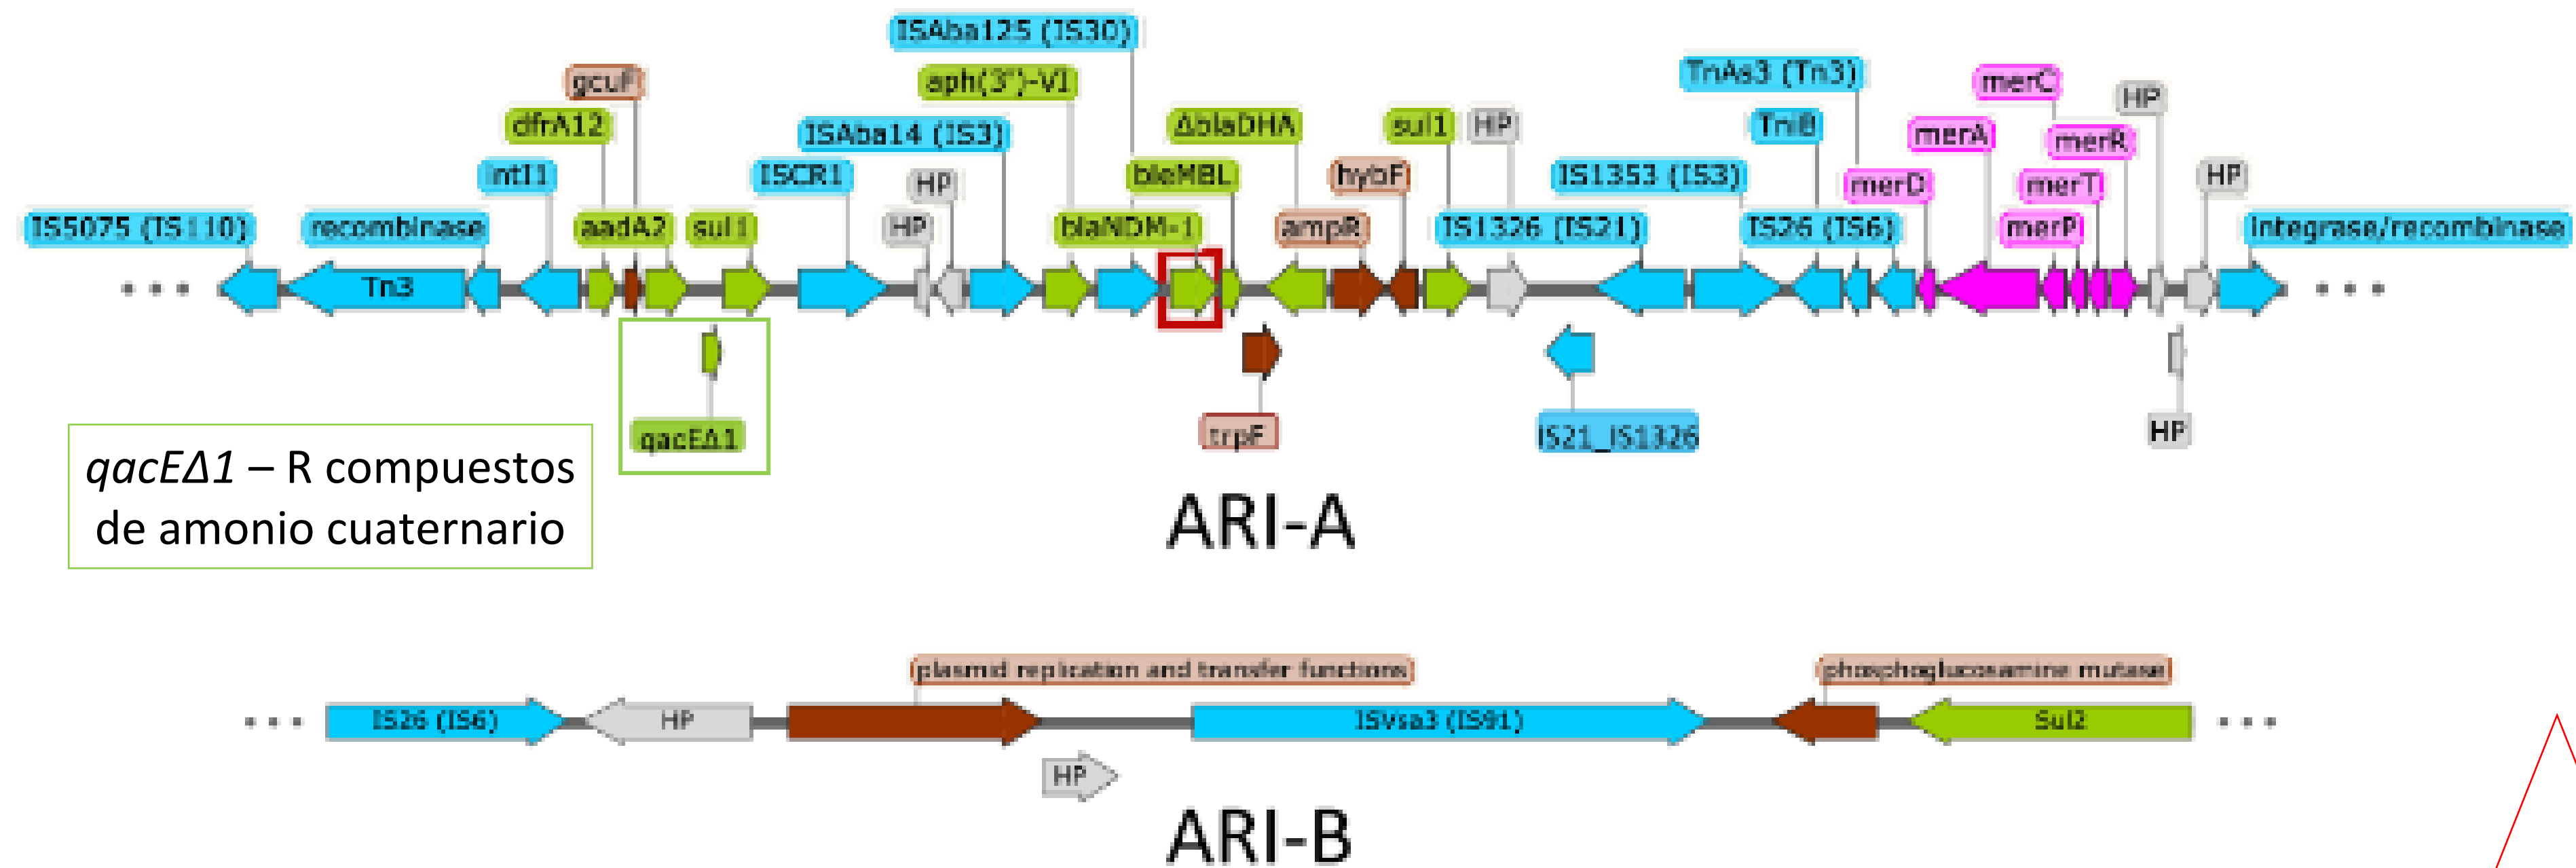 ISAba125 (IS30)
gcuF
aph(3')-VI
TnAs3 (Tn3)
merC
HP
dfrA12
ISAba14 (IS3)
ΔblaDHA
sul1
HP
TniB
merA
merR
intI1
ISCR1
HP
bleMBL
hybF
IS1353 (IS3)
merD
merT
HP
IS5075 (IS110)
recombinase
aadA2
sul1
HP
blaNDM-1
ampR
IS1326 (IS21)
IS26 (IS6)
merP
integrase/recombinase
Tn3
qacEΔ1
trpF
IS21_IS1326
HP
qacEΔ1 – R compuestos
de amonio cuaternario
ARI-A
plasmid replication and transfer functions
phosphoglucosamine mutase
IS26 (IS6)
HP
ISVsa3 (IS91)
Sul2
HP
ARI-B